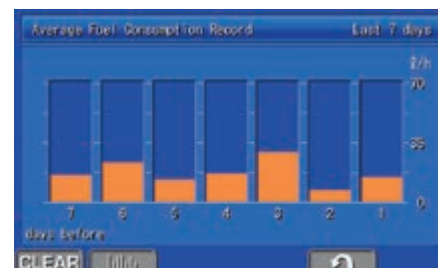 Average Fuel Consumption Record Last 7 days
ℓ/h
70
35
0
7 6 5 4 3 2 1
days before
CLEAR